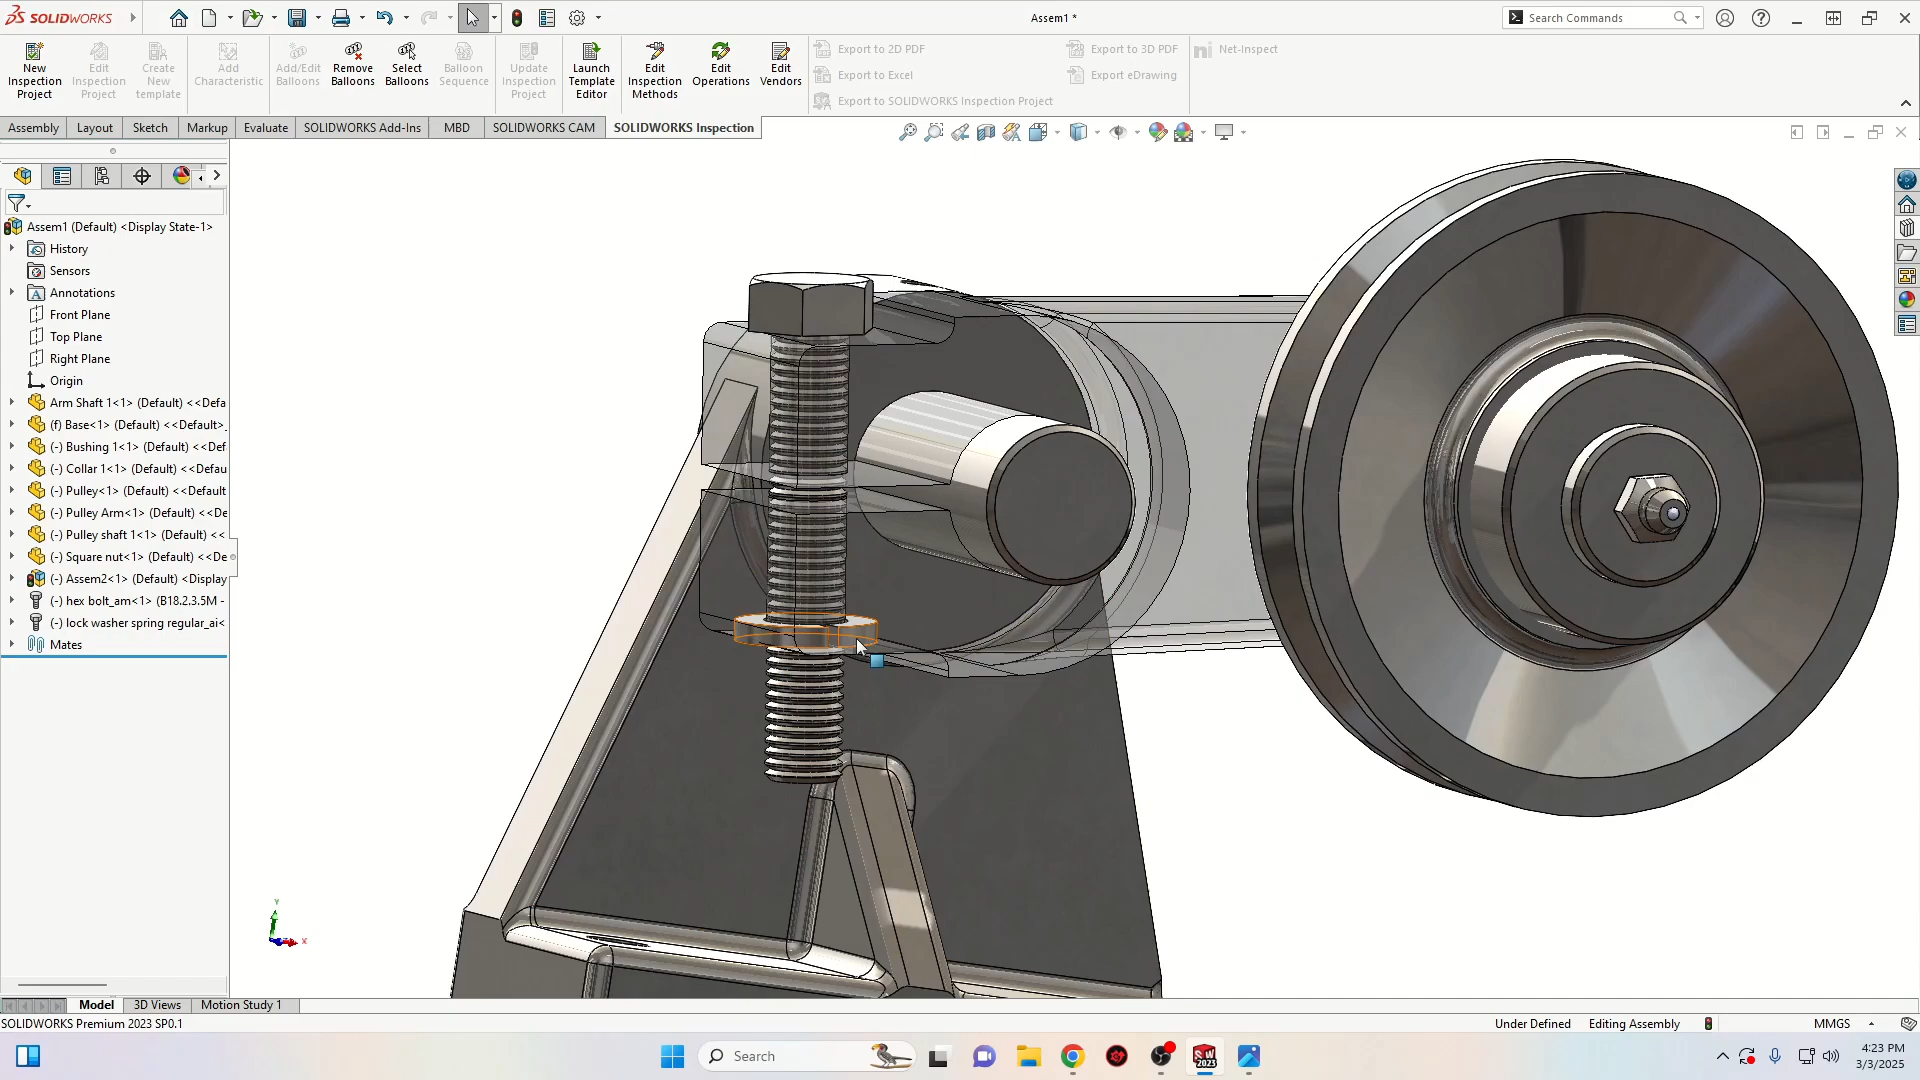 SOLIDWORKS
Assem1 *
Search Commands
New Inspection Project
Edit Inspection Project
Create New template
Add Characteristic
Add/Edit Balloons
Remove Balloons
Select Balloons
Balloon Sequence
Update Inspection Project
Launch Template Editor
Edit Inspection Methods
Edit Operations
Edit Vendors
Export to 2D PDF
Export to Excel
Export to SOLIDWORKS Inspection Project
Export to 3D PDF
Export eDrawing
Net-Inspect
Assembly
Layout
Sketch
Markup
Evaluate
SOLIDWORKS Add-Ins
MBD
SOLIDWORKS CAM
SOLIDWORKS Inspection
Assem1 (Default) <Display State-1>
History
Sensors
Annotations
Front Plane
Top Plane
Right Plane
Origin
Arm Shaft 1<1> (Default) <<Defa
(f) Base<1> (Default) <<Default>_
(-) Bushing 1<1> (Default) <<Def
(-) Collar 1<1> (Default) <<Defau
(-) Pulley<1> (Default) <<Default
(-) Pulley Arm<1> (Default) <<De
(-) Pulley shaft 1<1> (Default) <<
(-) Square nut<1> (Default) <<De
(-) Assem2<1> (Default) <Display
(-) hex bolt_am<1> (B18.2.3.5M -
(-) lock washer spring regular_ai<
Mates
Y
X
Model
3D Views
Motion Study 1
SOLIDWORKS Premium 2023 SP0.1
Under Defined
Editing Assembly
MMGS
Search
SW
2023
4:23 PM
3/3/2025